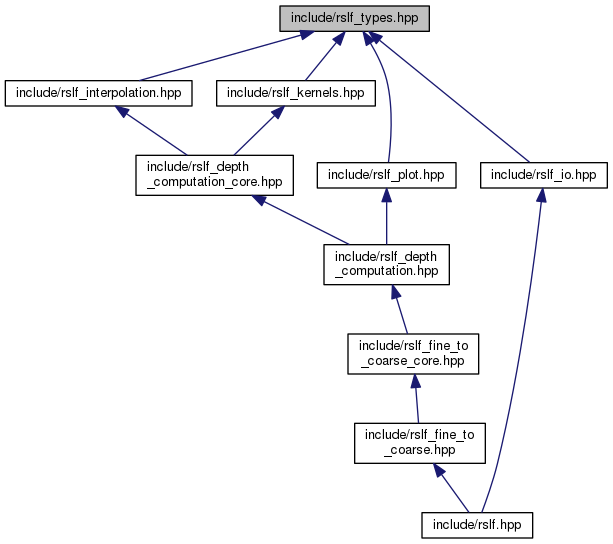 include/rslf_types.hpp
include/rslf_interpolation.hpp
include/rslf_kernels.hpp
include/rslf_depth
_computation_core.hpp
include/rslf_plot.hpp
include/rslf_io.hpp
include/rslf_depth
_computation.hpp
include/rslf_fine_to
_coarse_core.hpp
include/rslf_fine_to
_coarse.hpp
include/rslf.hpp